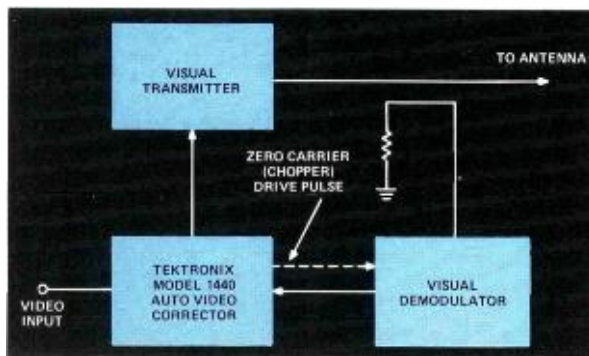 VISUAL
TRANSMITTER
TO ANTENNA
ZERO CARRIER
(CHOPPER)
DRIVE PULSE
VIDEO
INPUT
TEKTRONIX
MODEL 1440
AUTO VIDEO
CORRECTOR
VISUAL
DEMODULATOR